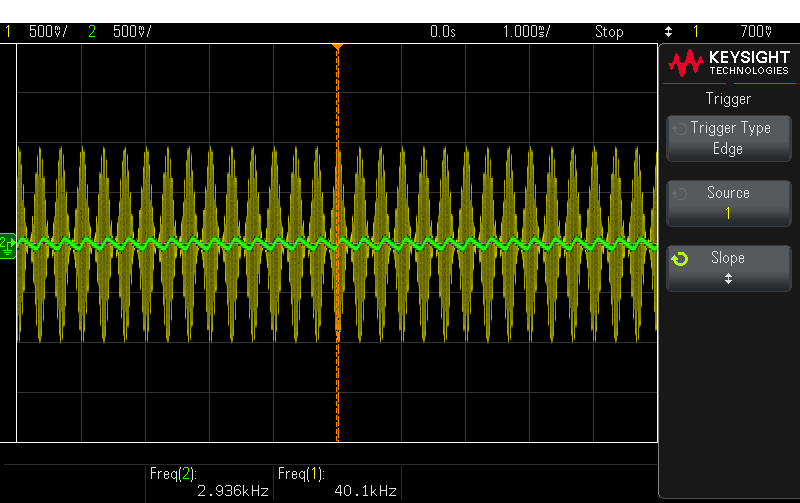 1 500mV/ 2 500mV/ 0.0s 1.000ms/ Stop 1 700mV
KEYSIGHT
TECHNOLOGIES
Trigger
Trigger Type
Edge
Source
1
Slope
2
Freq(2): Freq(1):
2.936kHz 40.1kHz